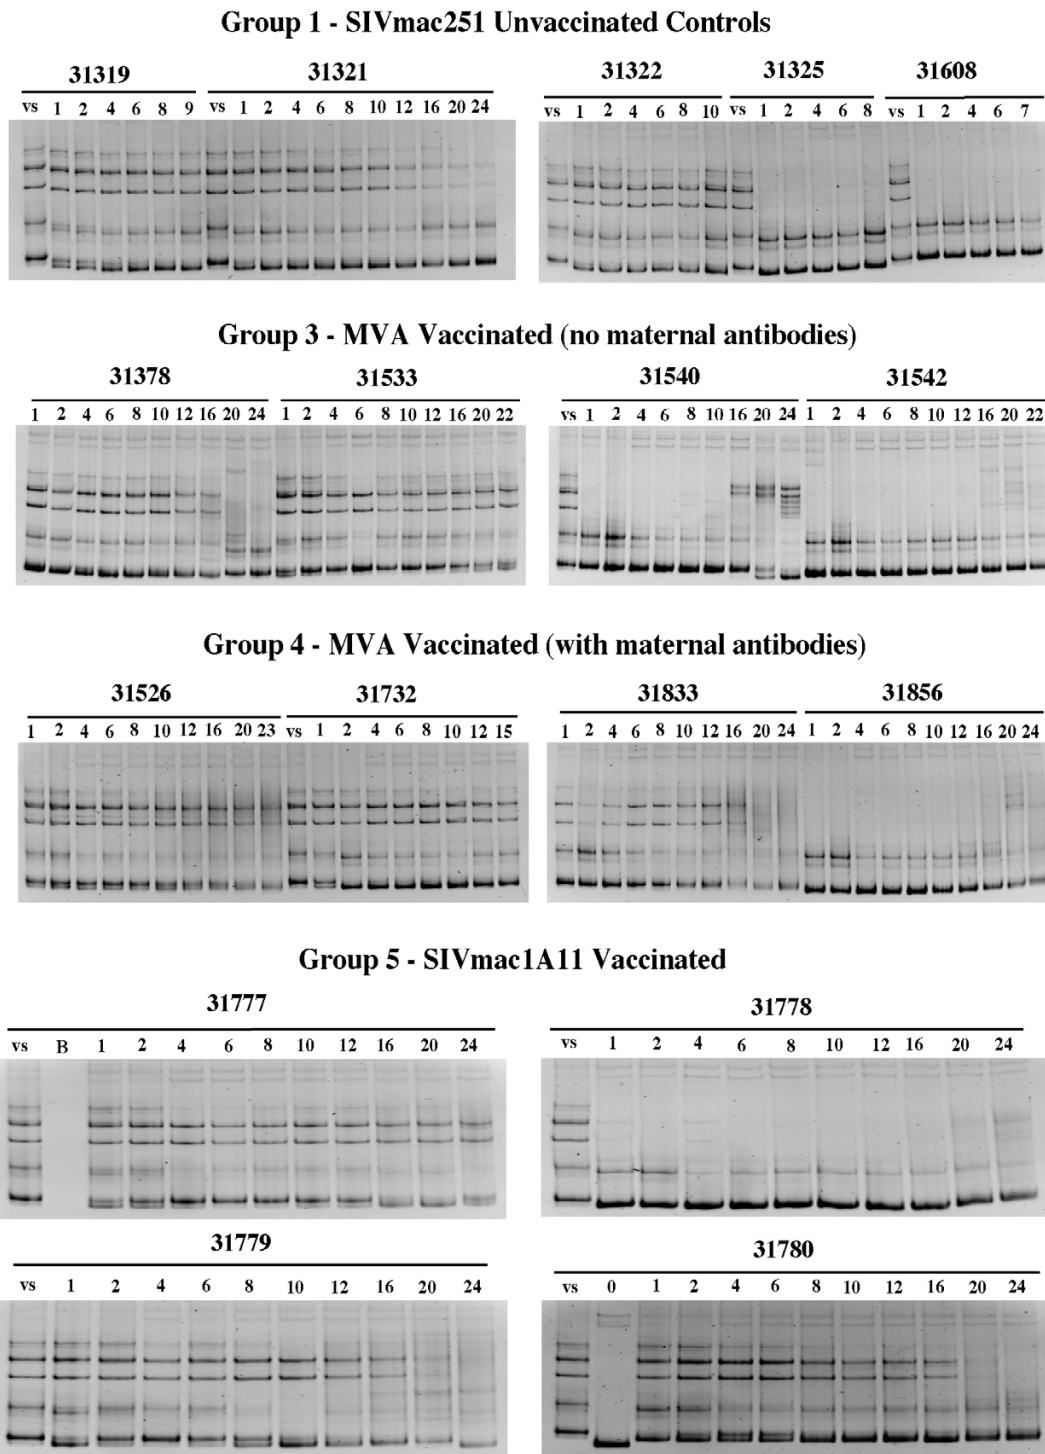 Group 1 - SIVmac251 Unvaccinated Controls
31319 31321 31322 31325 31608
vs 1 2 4 6 8 9 vs 1 2 4 6 8 10 12 16 20 24 vs 1 2 4 6 8 10 vs 1 2 4 6 8 vs 1 2 4 6 7
Group 3 - MVA Vaccinated (no maternal antibodies)
31378 31533 31540 31542
1 2 4 6 8 10 12 16 20 24 1 2 4 6 8 10 12 16 20 22 vs 1 2 4 6 8 10 16 20 24 1 2 4 6 8 10 12 16 20 22
Group 4 - MVA Vaccinated (with maternal antibodies)
31526 31732 31833 31856
1 2 4 6 8 10 12 16 20 23 vs 1 2 4 6 8 10 12 15 1 2 4 6 8 10 12 16 20 24 1 2 4 6 8 10 12 16 20 24
Group 5 - SIVmac1A11 Vaccinated
31777 31778
vs B 1 2 4 6 8 10 12 16 20 24 vs 1 2 4 6 8 10 12 16 20 24
31779 31780
vs 1 2 4 6 8 10 12 16 20 24 vs 0 1 2 4 6 8 10 12 16 20 24